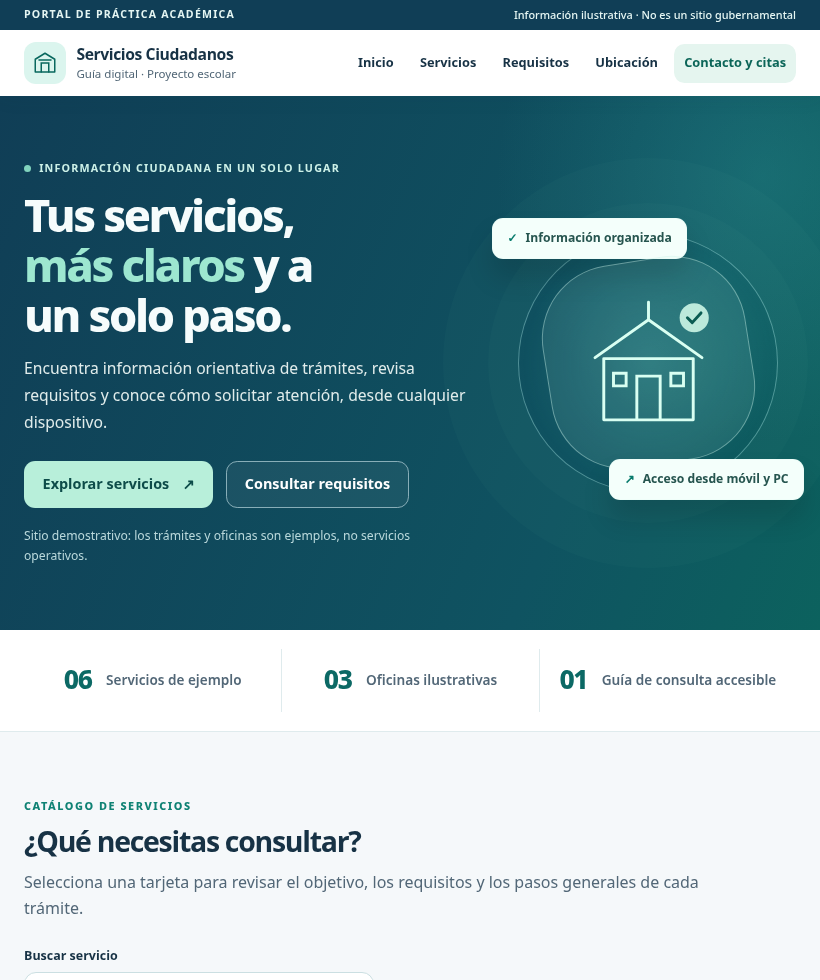 PORTAL DE PRÁCTICA ACADÉMICA
Información ilustrativa · No es un sitio gubernamental
Servicios Ciudadanos
Guía digital · Proyecto escolar
Inicio
Servicios
Requisitos
Ubicación
Contacto y citas
INFORMACIÓN CIUDADANA EN UN SOLO LUGAR
Tus servicios,
más claros y a
un solo paso.
Encuentra información orientativa de trámites, revisa
requisitos y conoce cómo solicitar atención, desde cualquier
dispositivo.
Explorar servicios ↗
Consultar requisitos
Sitio demostrativo: los trámites y oficinas son ejemplos, no servicios
operativos.
✓ Información organizada
↗ Acceso desde móvil y PC
06 Servicios de ejemplo
03 Oficinas ilustrativas
01 Guía de consulta accesible
CATÁLOGO DE SERVICIOS
¿Qué necesitas consultar?
Selecciona una tarjeta para revisar el objetivo, los requisitos y los pasos generales de cada
trámite.
Buscar servicio